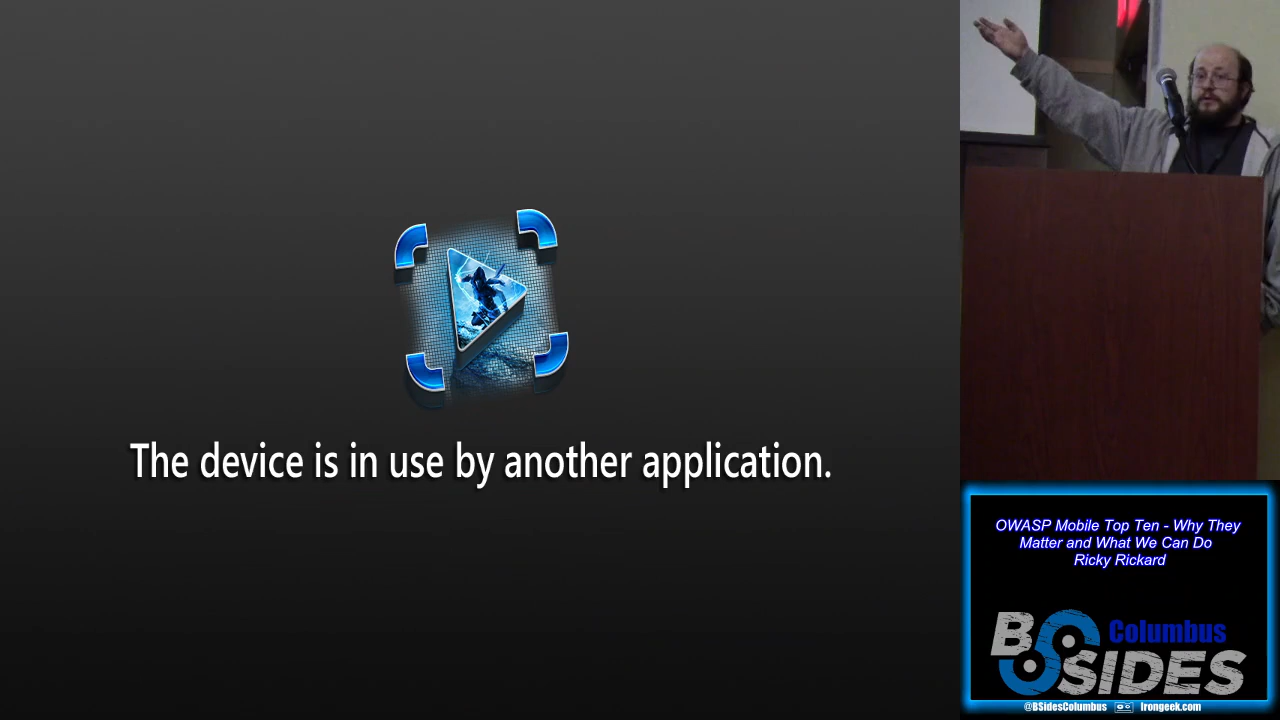 The device is in use by another application.
OWASP Mobile Top Ten - Why They
Matter and What We Can Do
Ricky Rickard
BSIDES Columbus
@BSidesColumbus Irongeek.com